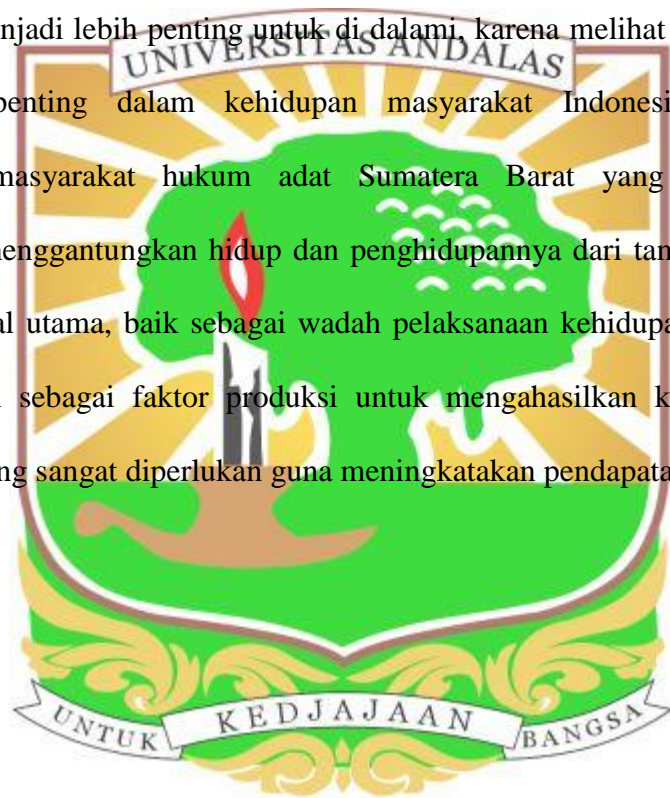 njadi lebih penting untuk di dalami, karena melihat
UNIVERSITAS ANDALAS
penting dalam kehidupan masyarakat Indonesi
masyarakat hukum adat Sumatera Barat yang
menggantungkan hidup dan penghidupannya dari tan
al utama, baik sebagai wadah pelaksanaan kehidupa
sebagai faktor produksi untuk mengahasilkan k
ng sangat diperlukan guna meningkatakan pendapata
UNTUK KEDJAJAAN BANGSA